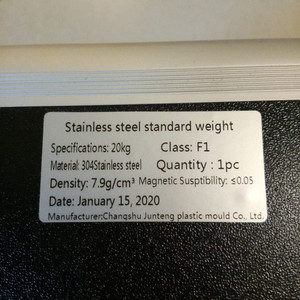 Stainless steel standard weight
Specifications: 20kg Class: F1
Material: 304Stainless steel Quantity : 1pc
Density: 7.9g/cm³ Magnetic Susptibility: ≤0.05
Date: January 15, 2020
Manufacturer:Changshu Junteng plastic mould Co., Ltd.